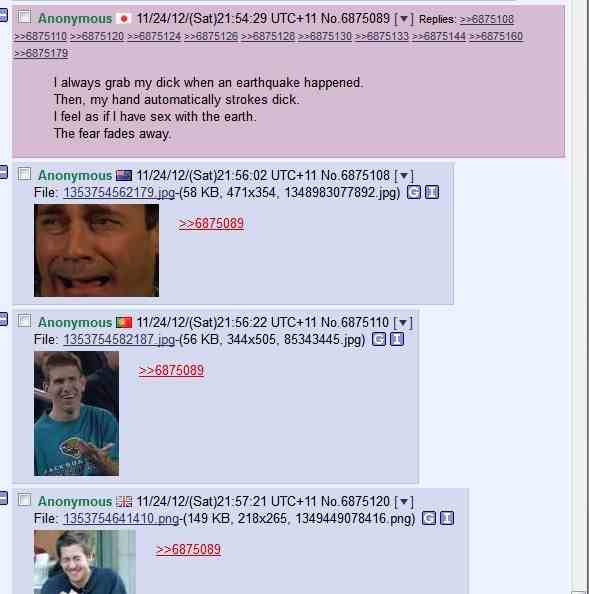 Anonymous 11/24/12/(Sat)21:54:29 UTC+11 No.6875089 [▼] Replies: >>6875108
>>6875110 >>6875120 >>6875124 >>6875126 >>6875128 >>6875130 >>6875133 >>6875144 >>6875160
>>6875179
I always grab my dick when an earthquake happened.
Then, my hand automatically strokes dick.
I feel as if I have sex with the earth.
The fear fades away.
Anonymous 11/24/12/(Sat)21:56:02 UTC+11 No.6875108 [▼]
File: 1353754562179.jpg-(58 KB, 471x354, 1348983077892.jpg) G I
>>6875089
Anonymous 11/24/12/(Sat)21:56:22 UTC+11 No.6875110 [▼]
File: 1353754582187.jpg-(56 KB, 344x505, 85343445.jpg) G I
>>6875089
Anonymous 11/24/12/(Sat)21:57:21 UTC+11 No.6875120 [▼]
File: 1353754641410.png-(149 KB, 218x265, 1349449078416.png) G I
>>6875089